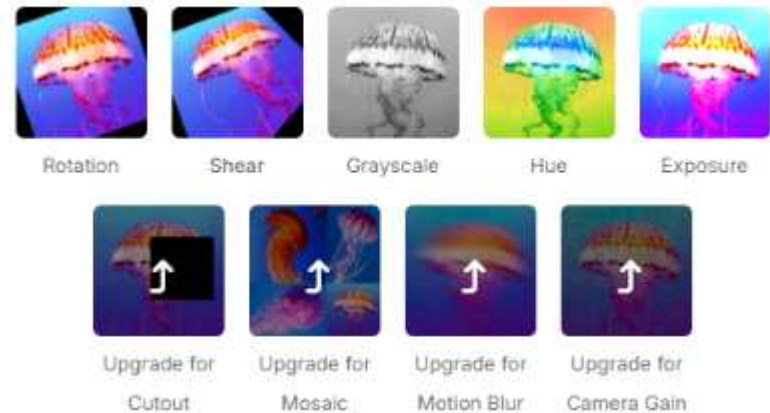 Rotation
Shear
Grayscale
Hue
Exposure
Upgrade for
Cutout
Upgrade for
Mosaic
Upgrade for
Motion Blur
Upgrade for
Camera Gain